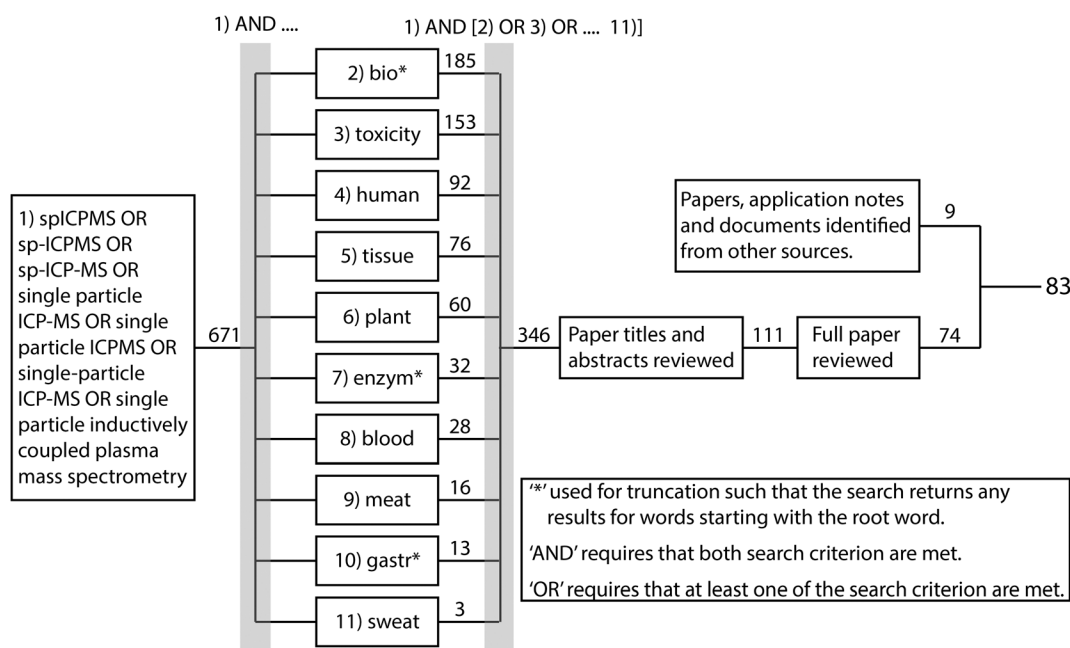 1) AND ....
1) AND [2) OR 3) OR .... 11)]
1) spICPMS OR
sp-ICPMS OR
sp-ICP-MS OR
single particle
ICP-MS OR single
particle ICPMS OR
single-particle
ICP-MS OR single
particle inductively
coupled plasma
mass spectrometry
671
2) bio*
185
3) toxicity
153
4) human
92
5) tissue
76
6) plant
60
7) enzym*
32
8) blood
28
9) meat
16
10) gastr*
13
11) sweat
3
346
Paper titles and
abstracts reviewed
111
Full paper
reviewed
74
Papers, application notes
and documents identified
from other sources.
9
83
‘*’ used for truncation such that the search returns any
results for words starting with the root word.
‘AND’ requires that both search criterion are met.
‘OR’ requires that at least one of the search criterion are met.